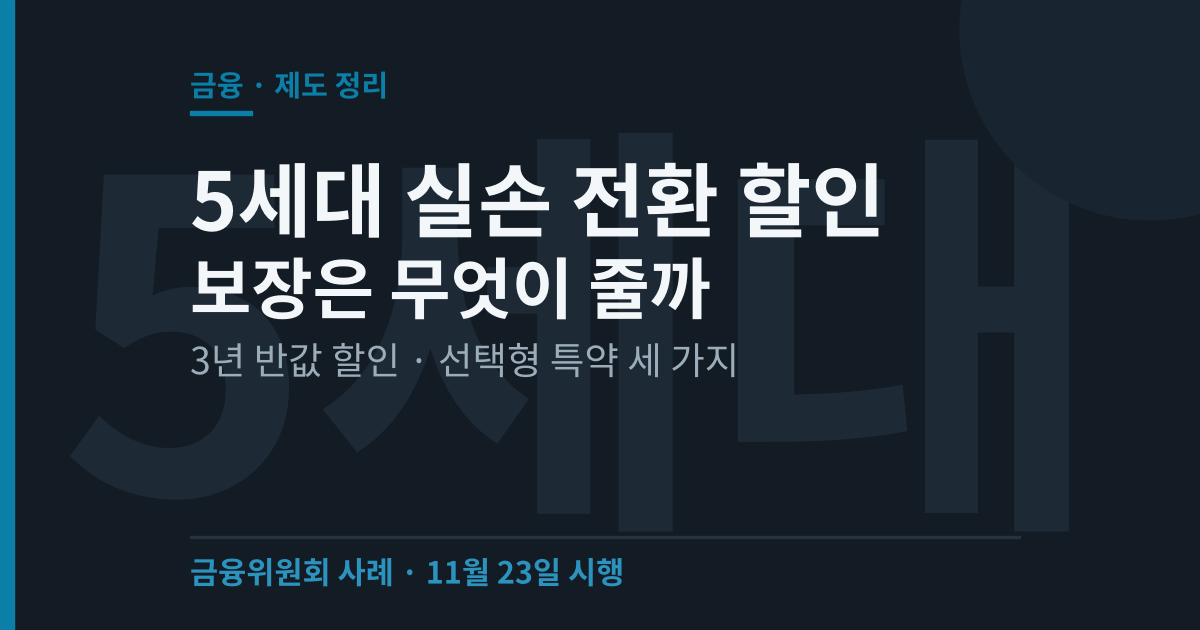 금융 · 제도 정리
5세대 실손 전환 할인
보장은 무엇이 줄까
3년 반값 할인 · 선택형 특약 세 가지
5세대
금융위원회 사례 · 11월 23일 시행